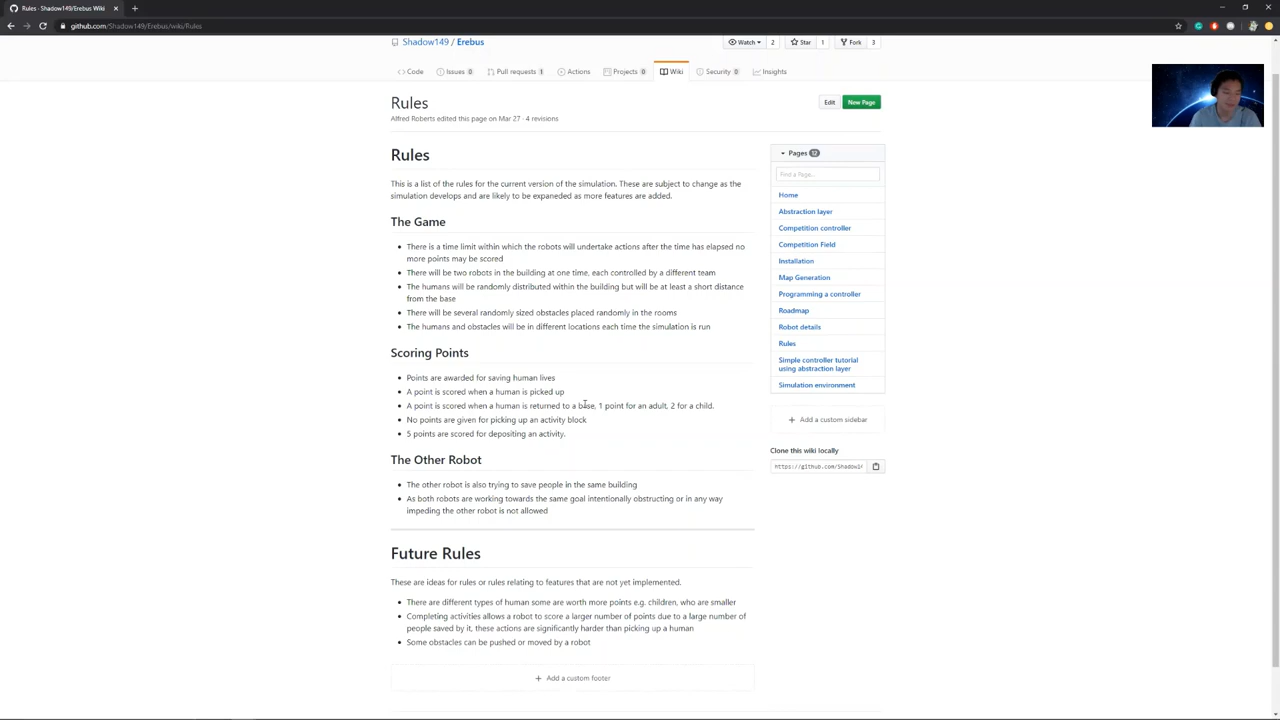 Rules · Shadow149/Erebus Wiki
github.com/Shadow149/Erebus/wiki/Rules
Shadow149 / Erebus
Watch 2 Star 1 Fork 3
Code Issues 0 Pull requests 1 Actions Projects 0 Wiki Security 0 Insights
Rules
Edit New Page
Alfred Roberts edited this page on Mar 27 · 4 revisions
Rules
This is a list of the rules for the current version of the simulation. These are subject to change as the
simulation develops and are likely to be expaneded as more features are added.
The Game
There is a time limit within which the robots will undertake actions after the time has elapsed no
more points may be scored
There will be two robots in the building at one time, each controlled by a different team
The humans will be randomly distributed within the building but will be at least a short distance
from the base
There will be several randomly sized obstacles placed randomly in the rooms
The humans and obstacles will be in different locations each time the simulation is run
Scoring Points
Points are awarded for saving human lives
A point is scored when a human is picked up
A point is scored when a human is returned to a base, 1 point for an adult, 2 for a child.
No points are given for picking up an activity block
5 points are scored for depositing an activity.
The Other Robot
The other robot is also trying to save people in the same building
As both robots are working towards the same goal intentionally obstructing or in any way
impeding the other robot is not allowed
Future Rules
These are ideas for rules or rules relating to features that are not yet implemented.
There are different types of human some are worth more points e.g. children, who are smaller
Completing activities allows a robot to score a larger number of points due to a large number of
people saved by it, these actions are significantly harder than picking up a human
Some obstacles can be pushed or moved by a robot
Add a custom footer
Pages 12
Find a Page...
Home
Abstraction layer
Competition controller
Competition Field
Installation
Map Generation
Programming a controller
Roadmap
Robot details
Rules
Simple controller tutorial
using abstraction layer
Simulation environment
Add a custom sidebar
Clone this wiki locally
https://github.com/Shadow14